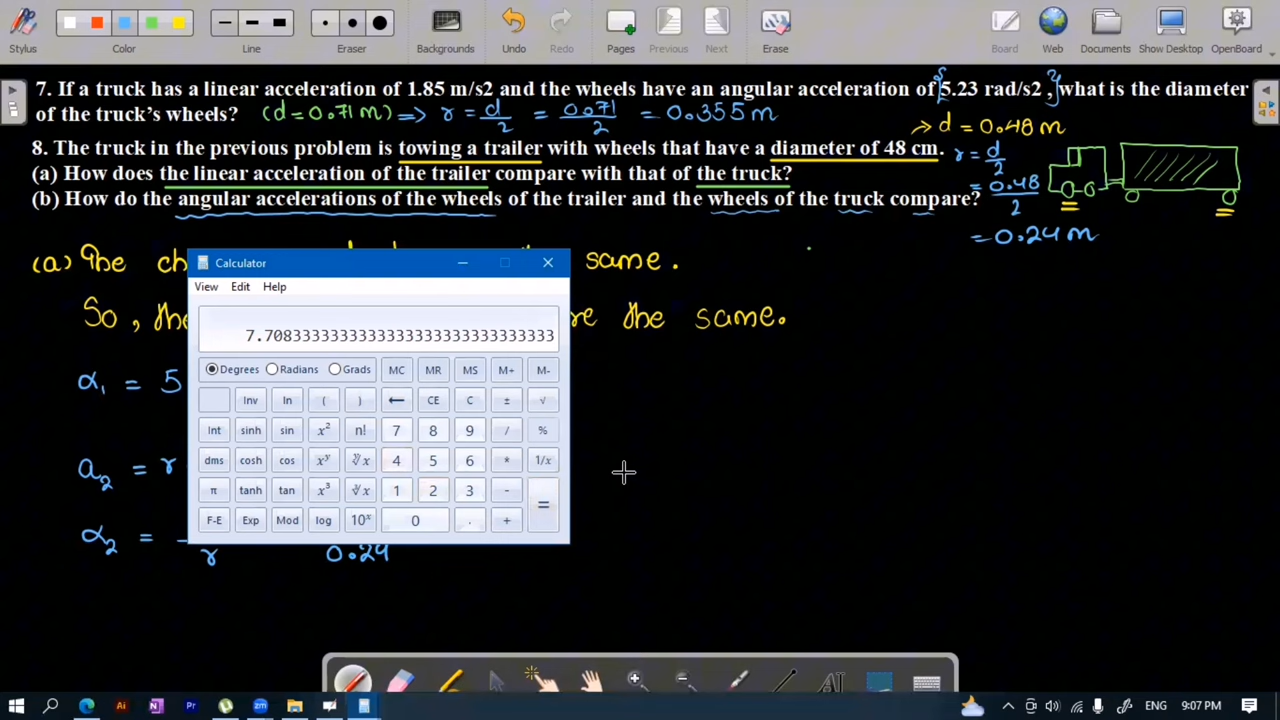 Stylus Color Line Eraser Backgrounds Undo Redo Pages Previous Next Erase Board Web Documents Show Desktop OpenBoard
7. If a truck has a linear acceleration of 1.85 m/s2 and the wheels have an angular acceleration of 5.23 rad/s2 , what is the diameter
of the truck's wheels? (d = 0.71 m) => r = d/2 = 0.071/2 = 0.355 m
→ d = 0.48 m
8. The truck in the previous problem is towing a trailer with wheels that have a diameter of 48 cm.
r = d/2
(a) How does the linear acceleration of the trailer compare with that of the truck?
= 0.48/2
(b) How do the angular accelerations of the wheels of the trailer and the wheels of the truck compare?
= 0.24 m
(a) The ch same .
So , the the same.
α₁ = 5
a₂ = r
α₂ =
r 0.24
Calculator
View Edit Help
7.7083333333333333333333333333333
Degrees Radians Grads MC MR MS M+ M-
Inv ln ( ) ← CE C ± √
Int sinh sin x² n! 7 8 9 / %
dms cosh cos xʸ ʸ√x 4 5 6 * 1/x
π tanh tan x³ ³√x 1 2 3 - =
F-E Exp Mod log 10ˣ 0 . +
Ai N Pr zm ENG 9:07 PM